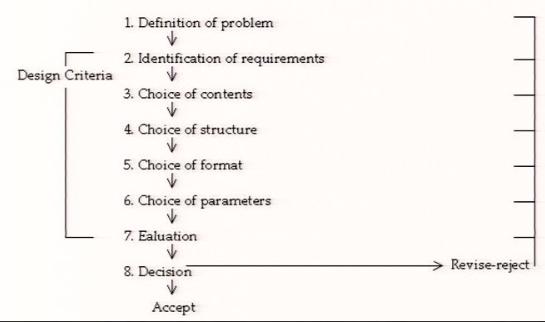 1. Definition of problem
2. Identification of requirements
Design Criteria
3. Choice of contents
4. Choice of structure
5. Choice of format
6. Choice of parameters
7. Ealuation
8. Decision
Revise-reject
Accept